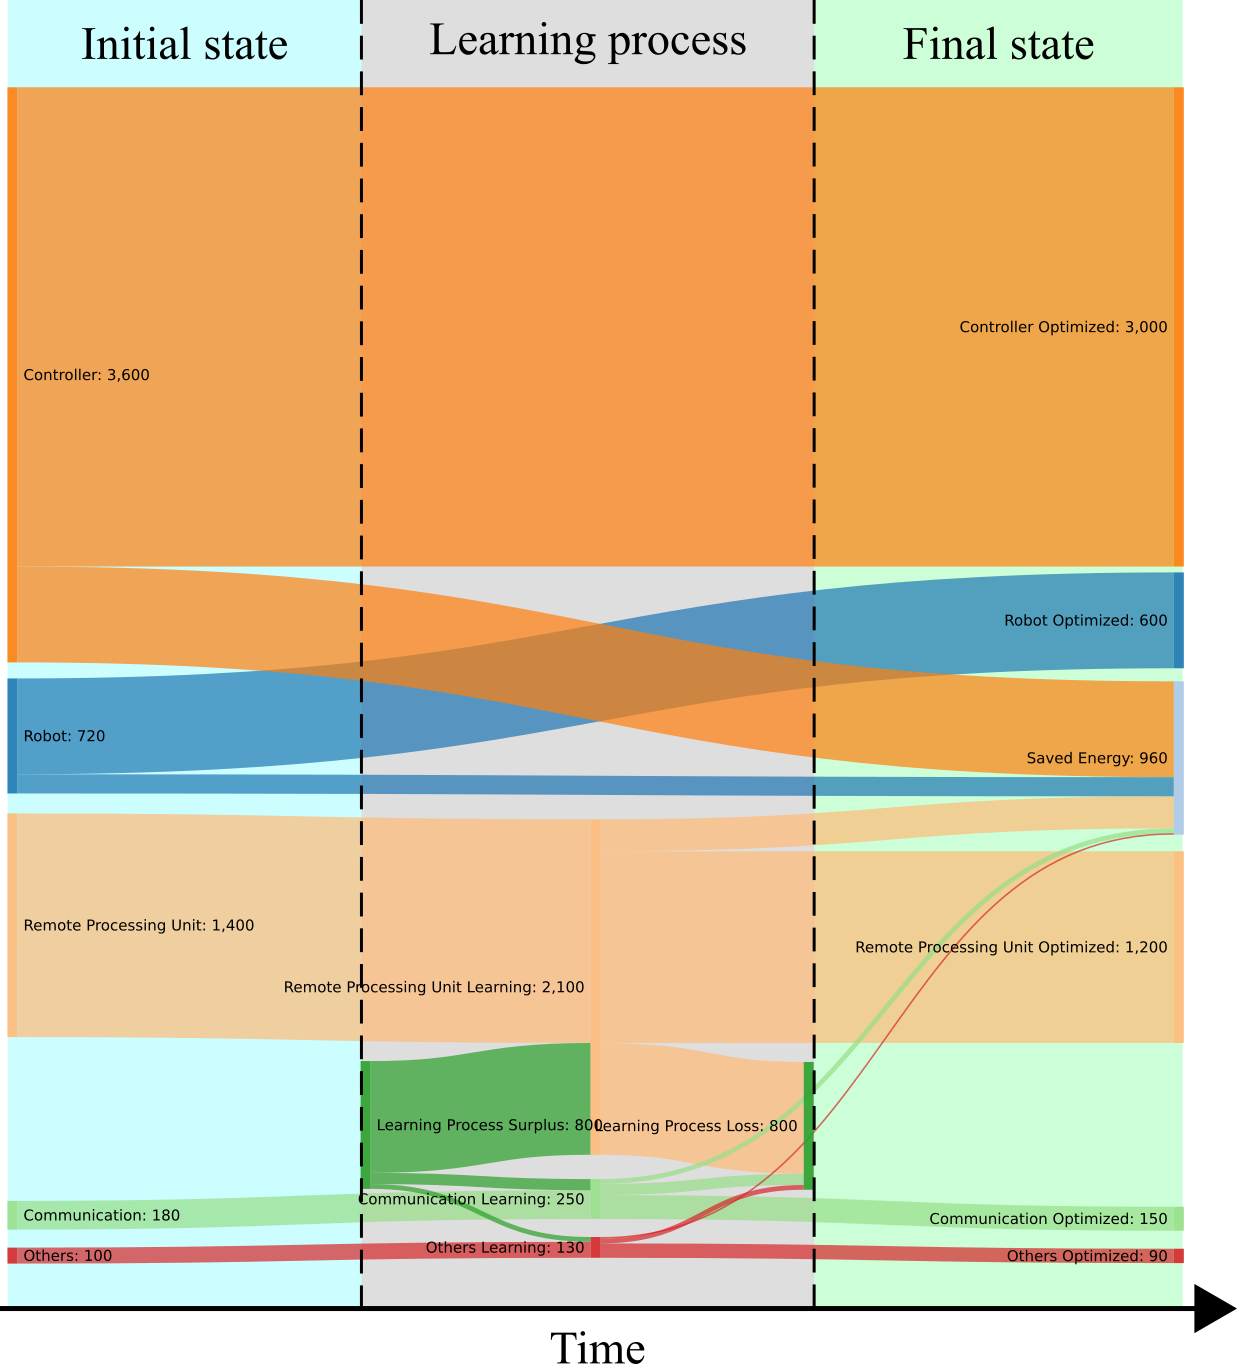 Initial state
Learning process
Final state
Controller Optimized: 3,000
Controller: 3,600
Robot Optimized: 600
Robot: 720
Saved Energy: 960
Remote Processing Unit: 1,400
Remote Processing Unit Optimized: 1,200
Remote Processing Unit Learning: 2,100
Learning Process Surplus: 800
Learning Process Loss: 800
Communication Learning: 250
Communication: 180
Communication Optimized: 150
Others Learning: 130
Others: 100
Others Optimized: 90
Time